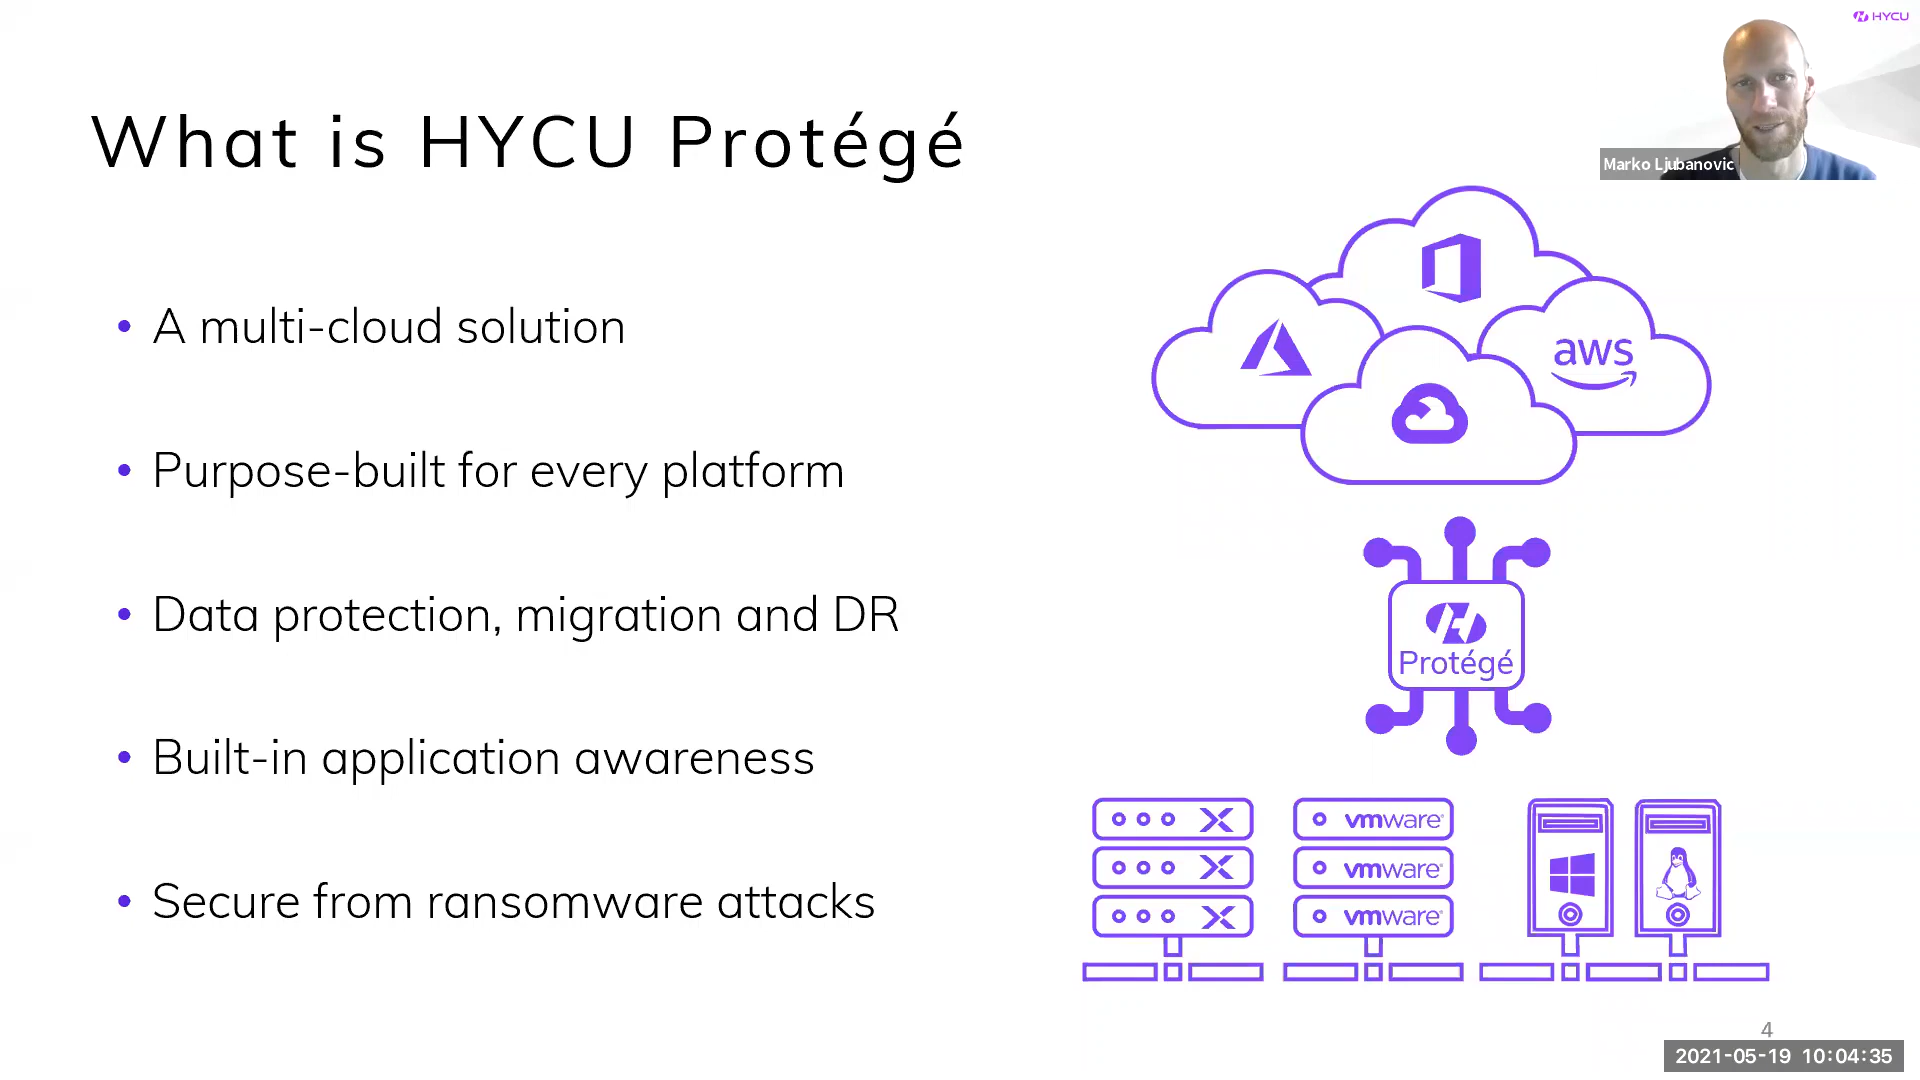 HYCU
Marko Ljubanovic
What is HYCU Protégé
• A multi-cloud solution
• Purpose-built for every platform
• Data protection, migration and DR
• Built-in application awareness
• Secure from ransomware attacks
aws
Protégé
vmware
vmware
vmware
4
2021-05-19 10:04:35